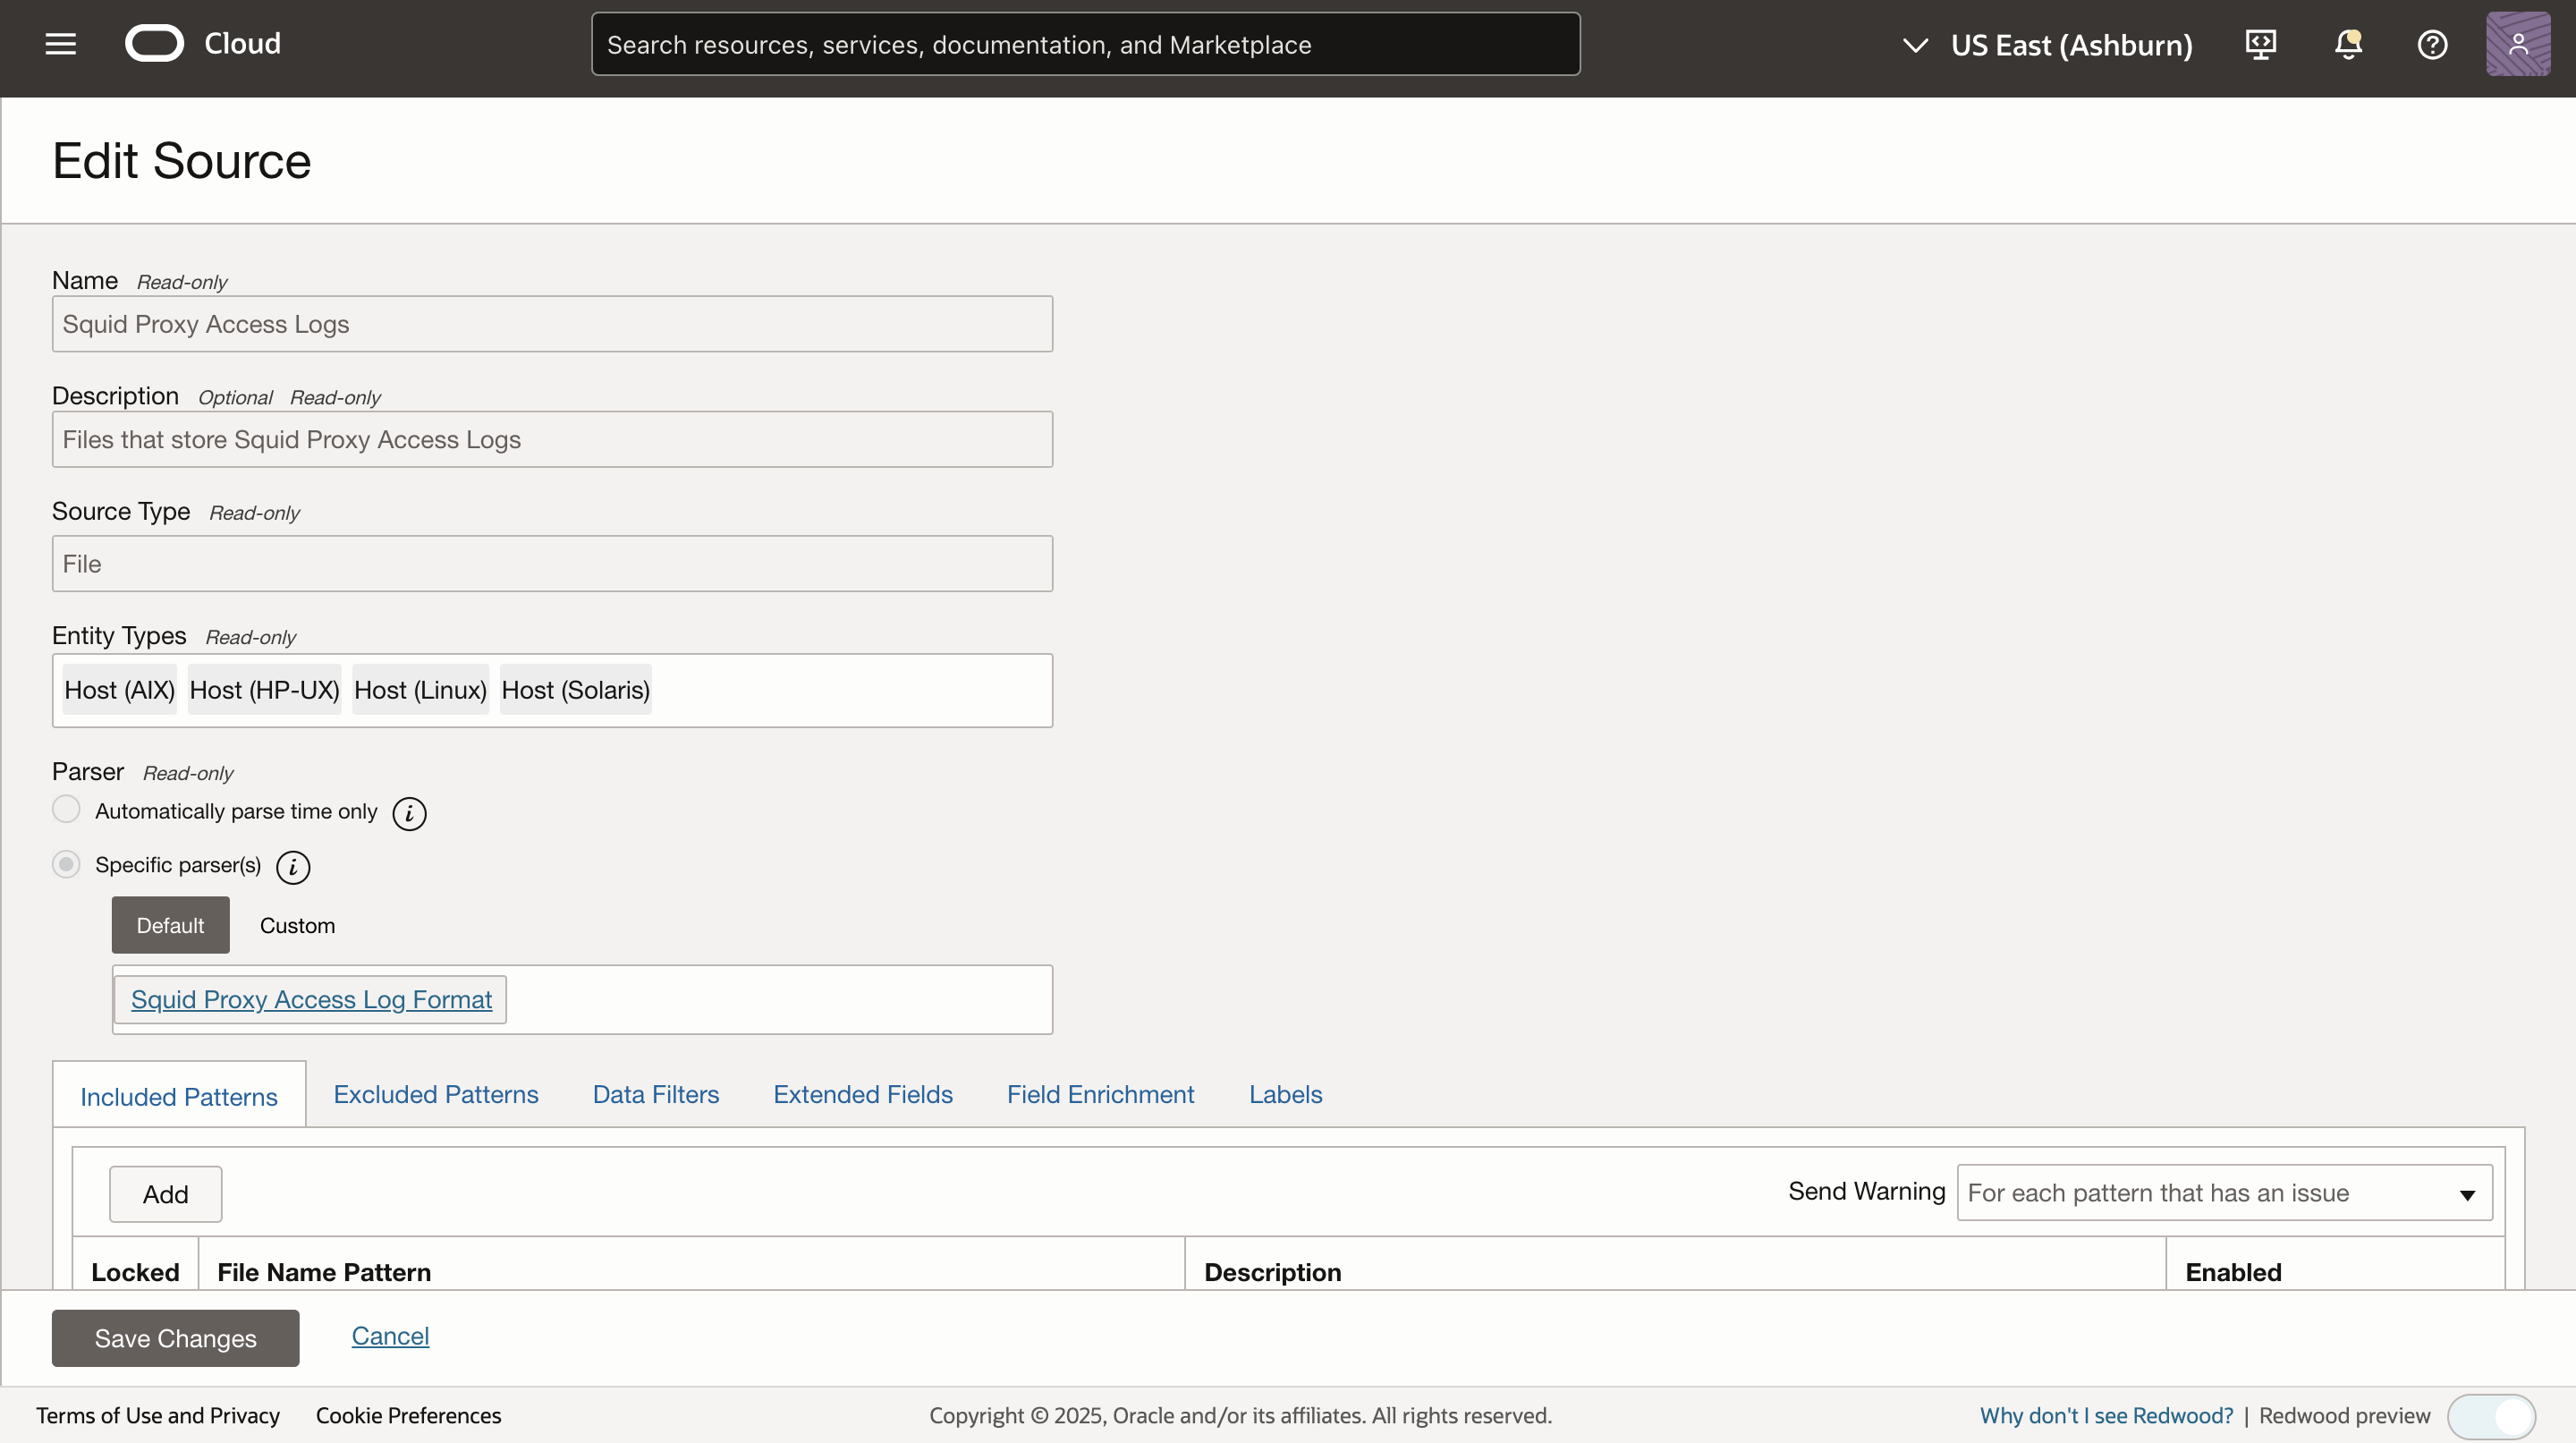 Cloud
Search resources, services, documentation, and Marketplace
US East (Ashburn)
Edit Source
Name Read-only
Squid Proxy Access Logs
Description Optional Read-only
Files that store Squid Proxy Access Logs
Source Type Read-only
File
Entity Types Read-only
Host (AIX) Host (HP-UX) Host (Linux) Host (Solaris)
Parser Read-only
Automatically parse time only i
Specific parser(s) i
Default Custom
Squid Proxy Access Log Format
Included Patterns Excluded Patterns Data Filters Extended Fields Field Enrichment Labels
Add Send Warning For each pattern that has an issue
Locked File Name Pattern Description Enabled
Save Changes Cancel
Terms of Use and Privacy Cookie Preferences Copyright © 2025, Oracle and/or its affiliates. All rights reserved. Why don't I see Redwood? | Redwood preview